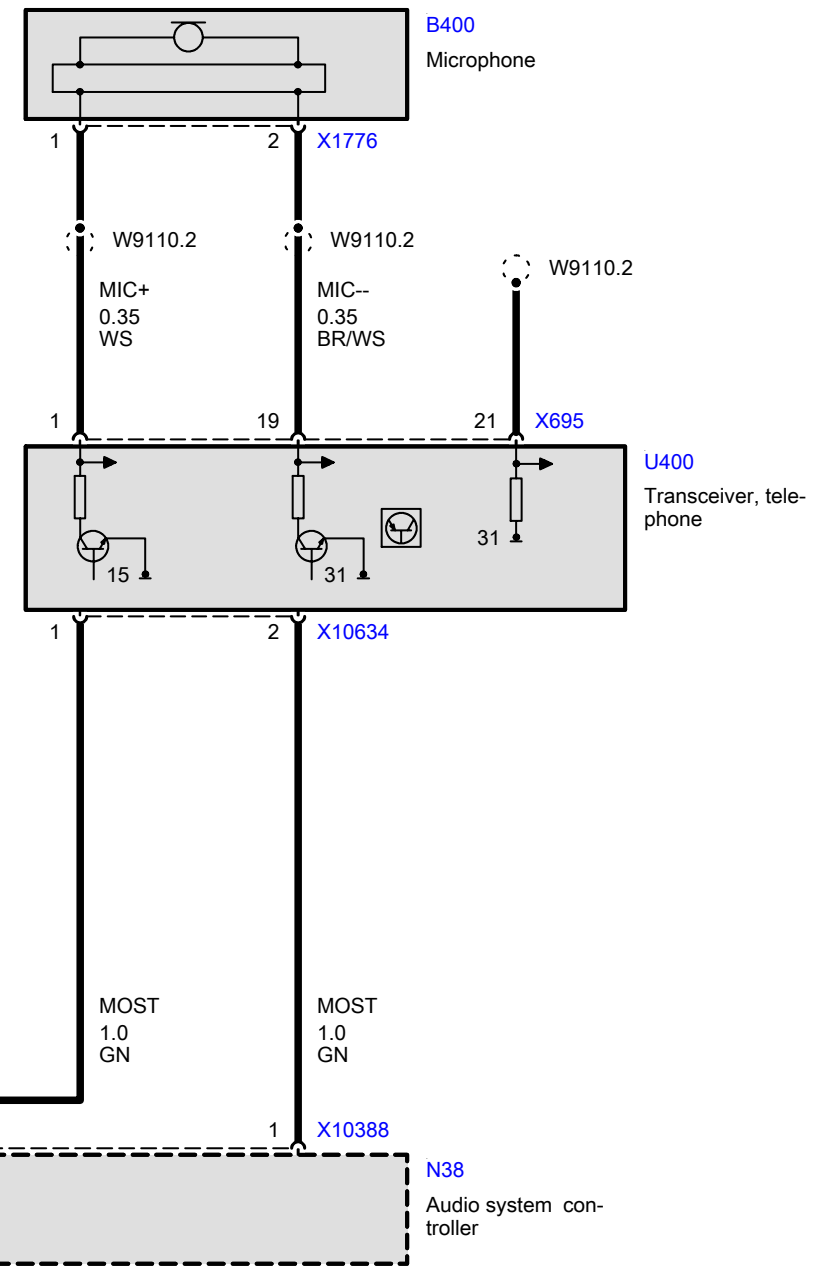 B400
Microphone
1
2
X1776
W9110.2
W9110.2
W9110.2
MIC+
0.35
WS
MIC--
0.35
BR/WS
1
19
21
X695
U400
Transceiver, tele-
phone
15
31
31
1
2
X10634
MOST
1.0
GN
MOST
1.0
GN
1
X10388
N38
Audio system con-
troller